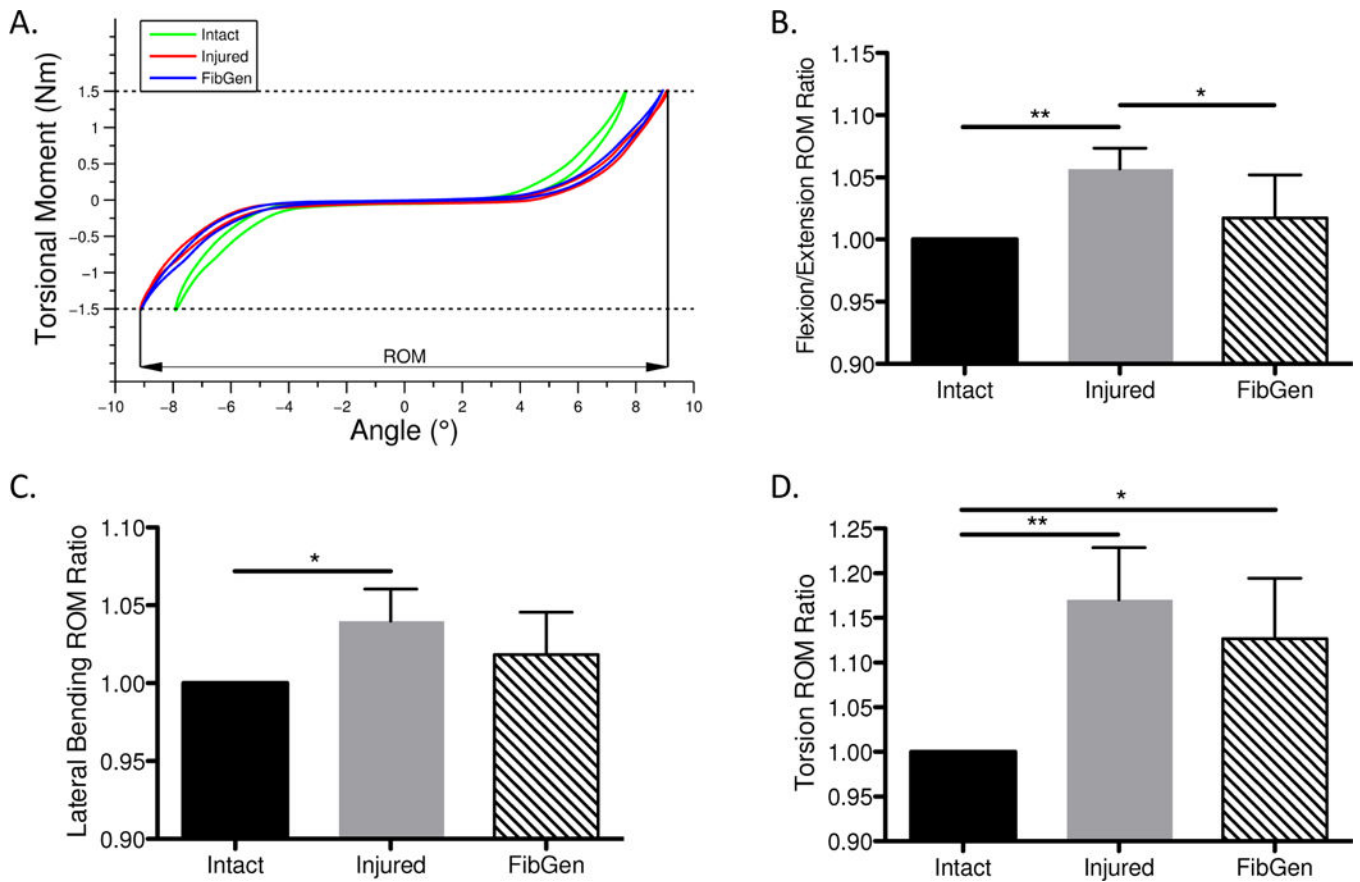 A.
Intact
Injured
FibGen
Torsional Moment (Nm)
1.5
1
0.5
0
−0.5
−1
−1.5
ROM
−10 −8 −6 −4 −2 0 2 4 6 8 10
Angle (°)
B.
Flexion/Extension ROM Ratio
1.15
1.10
1.05
1.00
0.95
0.90
** *
Intact Injured FibGen
C.
Lateral Bending ROM Ratio
1.10
1.05
1.00
0.95
0.90
*
Intact Injured FibGen
D.
Torsion ROM Ratio
1.25
1.20
1.15
1.10
1.05
1.00
0.95
0.90
*
**
Intact Injured FibGen